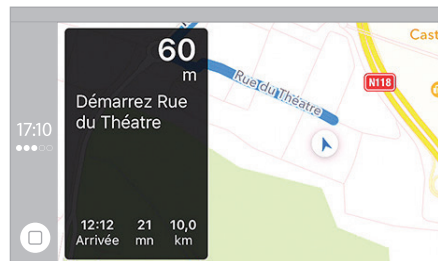 60
m
Démarrez Rue
du Théatre
12:12 21 10,0
Arrivée mn km
17:10
Rue du Théatre
N118
Cast